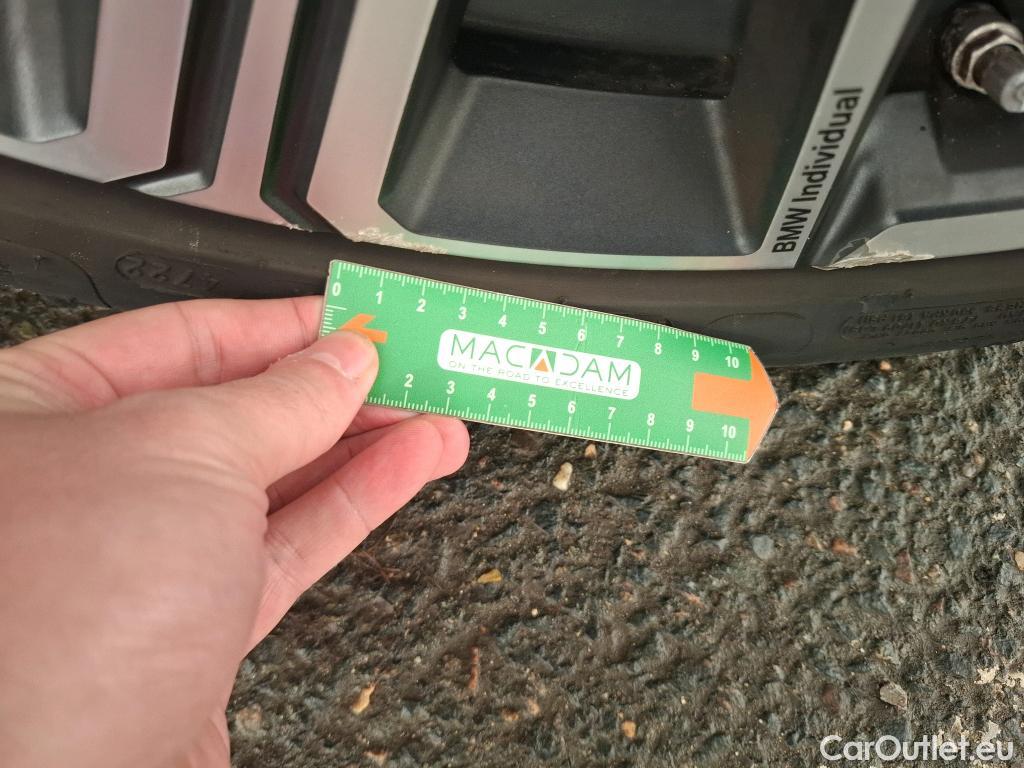 BMW Individual
0 1 2 3 4 5 6 7 8 9 10
MACADAM
ON THE ROAD TO EXCELLENCE
2 3 4 5 6 7 8 9 10
CarOutlet.eu